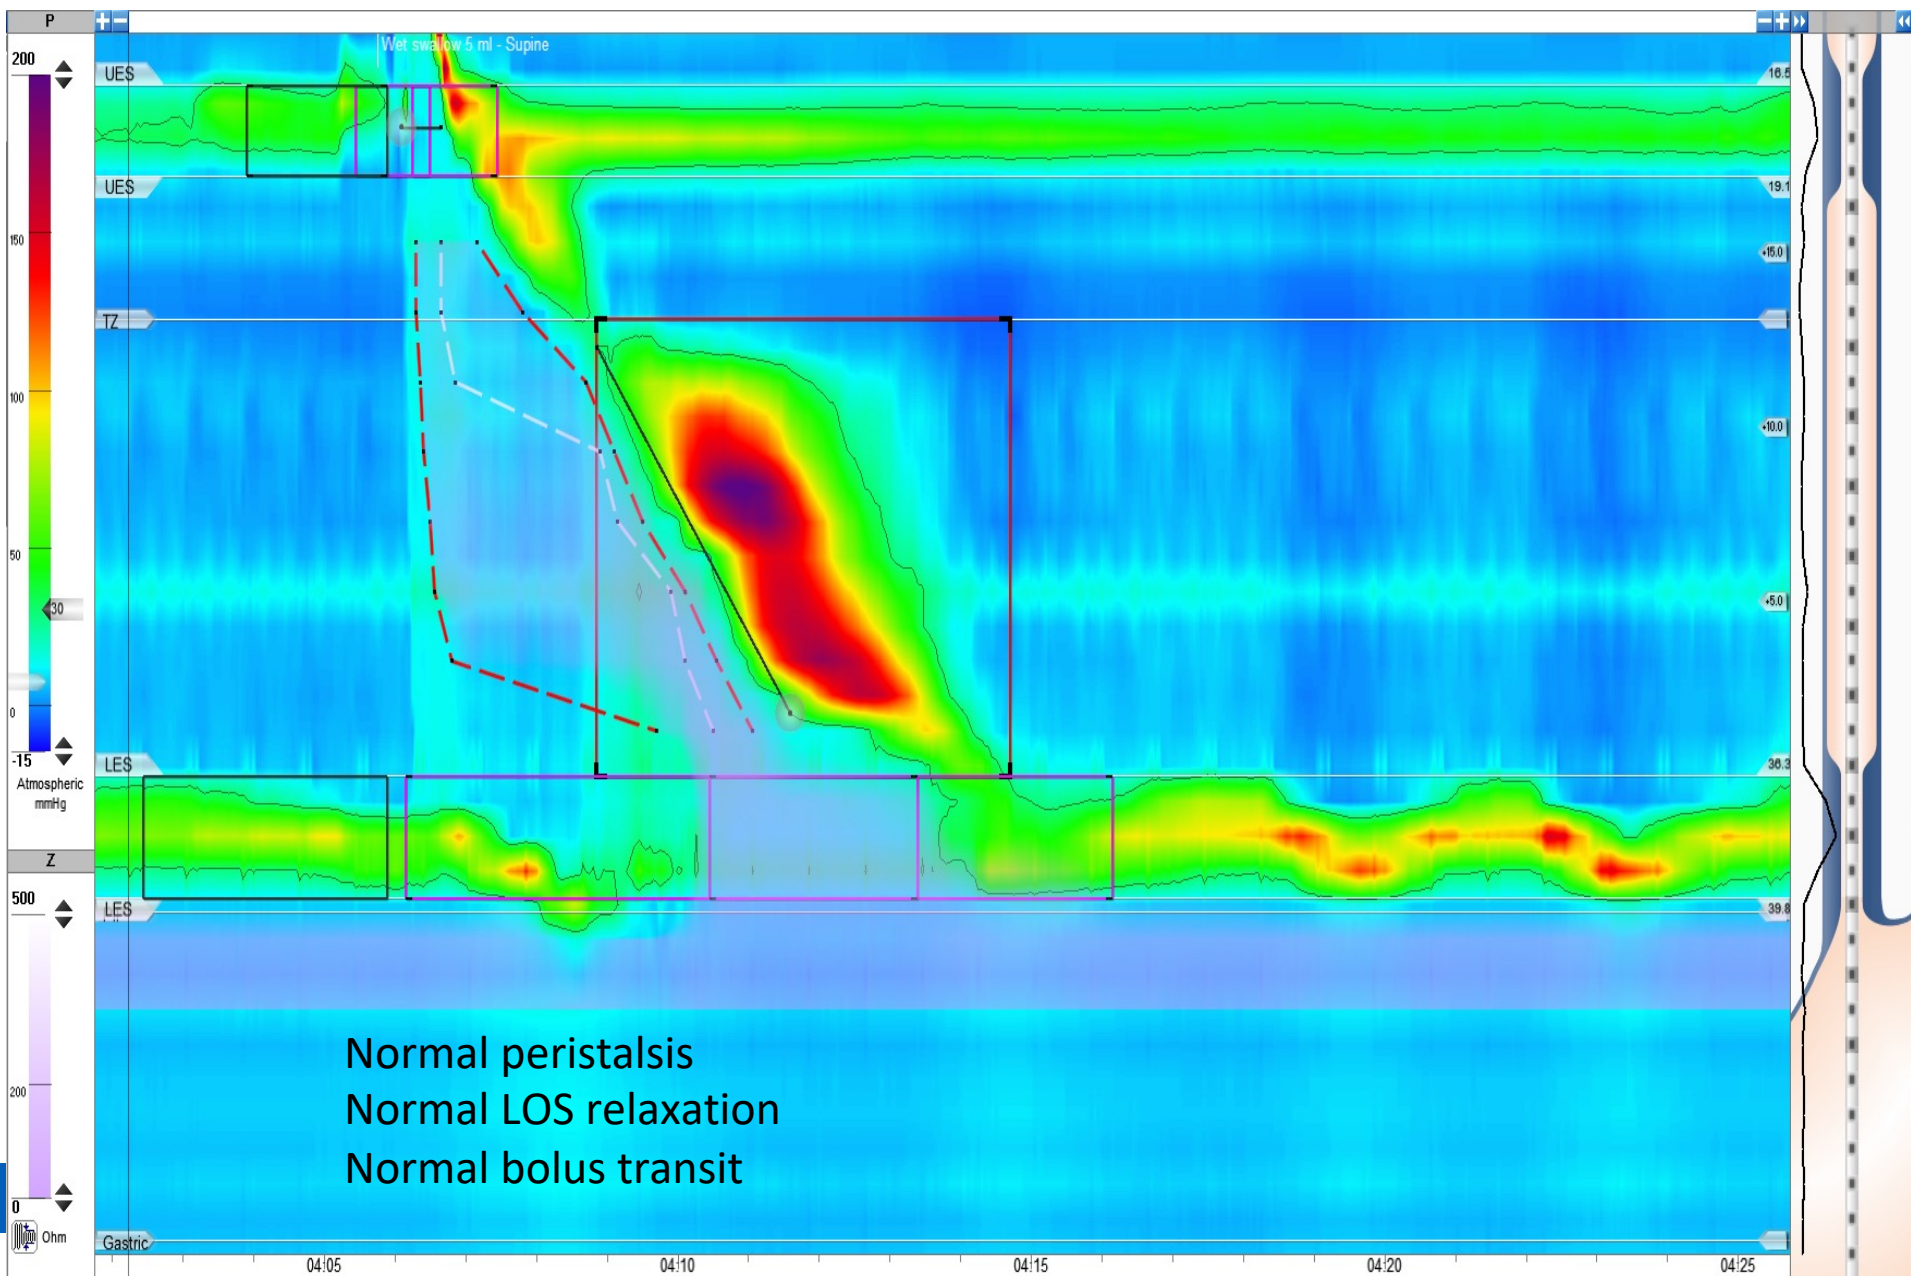 P
200
150
100
50
30
0
-15
Atmospheric
mmHg
Z
500
200
0
Ohm
Wet swallow 5 ml - Supine
UES
16.5
UES
19.1
+15.0
TZ
+10.0
+5.0
LES
36.3
LES
39.8
Normal peristalsis
Normal LOS relaxation
Normal bolus transit
Gastric
04:05
04:10
04:15
04:20
04:25